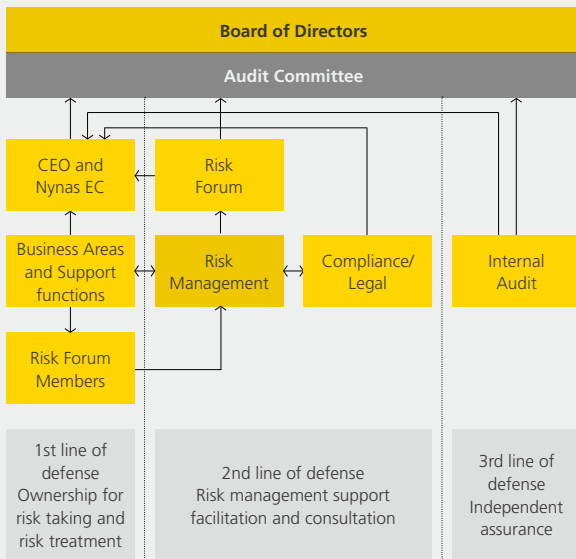 Board of Directors
Audit Committee
CEO and
Nynas EC
Risk
Forum
Business Areas
and Support
functions
Risk
Management
Compliance/
Legal
Internal
Audit
Risk Forum
Members
1st line of
defense
Ownership for
risk taking and
risk treatment
2nd line of defense
Risk management support
facilitation and consultation
3rd line of
defense
Independent
assurance